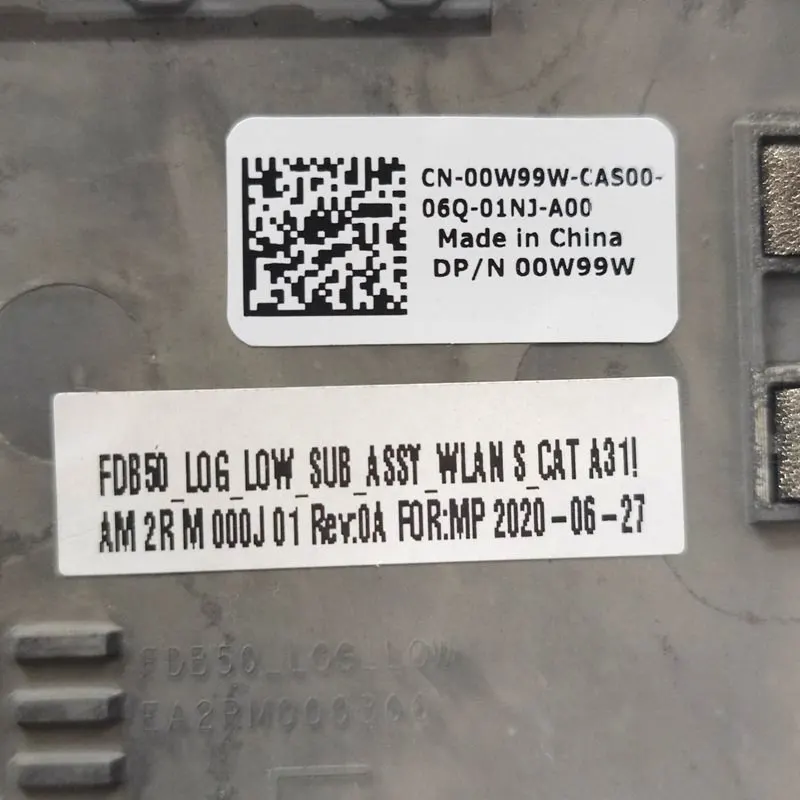 CN-00W99W-CAS00-
06Q-01NJ-A00
Made in China
DP/N 00W99W
FDB50_LOG_LOW_SUB_ASSY_WLAN S_CAT A31!
AM 2R M 000J 01 Rev:0A FOR:MP 2020-06-27
FDB50_LOG_LOW